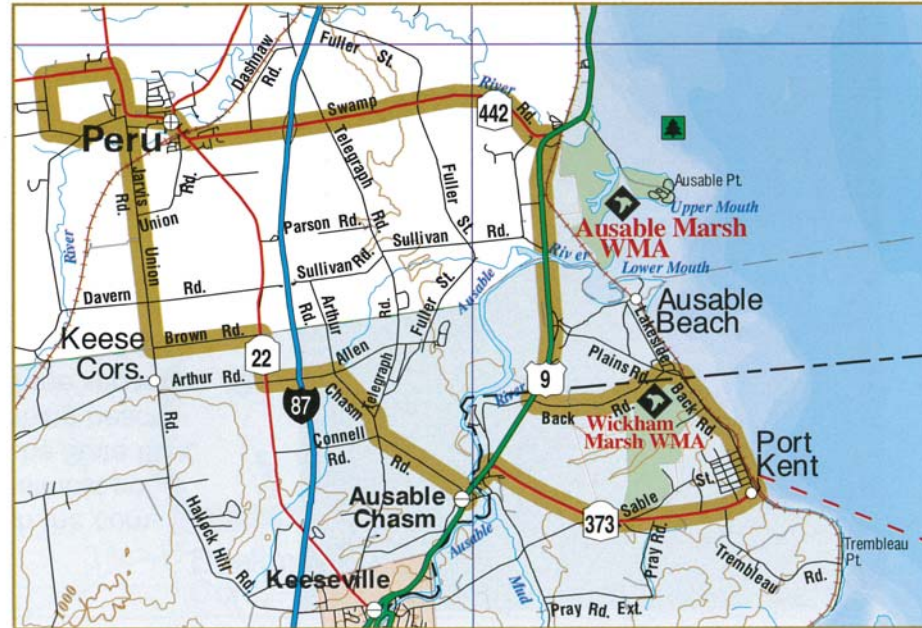 Fuller St.
Dashnaw Rd.
River
Swamp Rd.
442
Peru
Jarvis Rd.
Telegraph Rd.
Fuller St.
Ausable Pt.
Upper Mouth
Union Rd.
Parson Rd.
Sullivan Rd.
Ausable Marsh
WMA
River
Union
River
Lower Mouth
Sullivan Rd.
Ausable
Davern Rd.
Arthur Rd.
Fuller St.
Ausable
Beach
Lakeside
Keese
Cors.
Brown Rd.
22
Allen
Telegraph Rd.
Plains Rd.
9
Arthur Rd.
87
Chasm Rd.
River
Back Rd.
Back Rd.
Wickham
Marsh WMA
Port
Kent
Connell Rd.
Rd.
Hallock Hill Rd.
Ausable
Chasm
Sable St.
373
Ausable
Pray Rd.
Trembleau Rd.
Trembleau
Pt.
1000
Keeseville
Mud
Pray Rd. Ext.